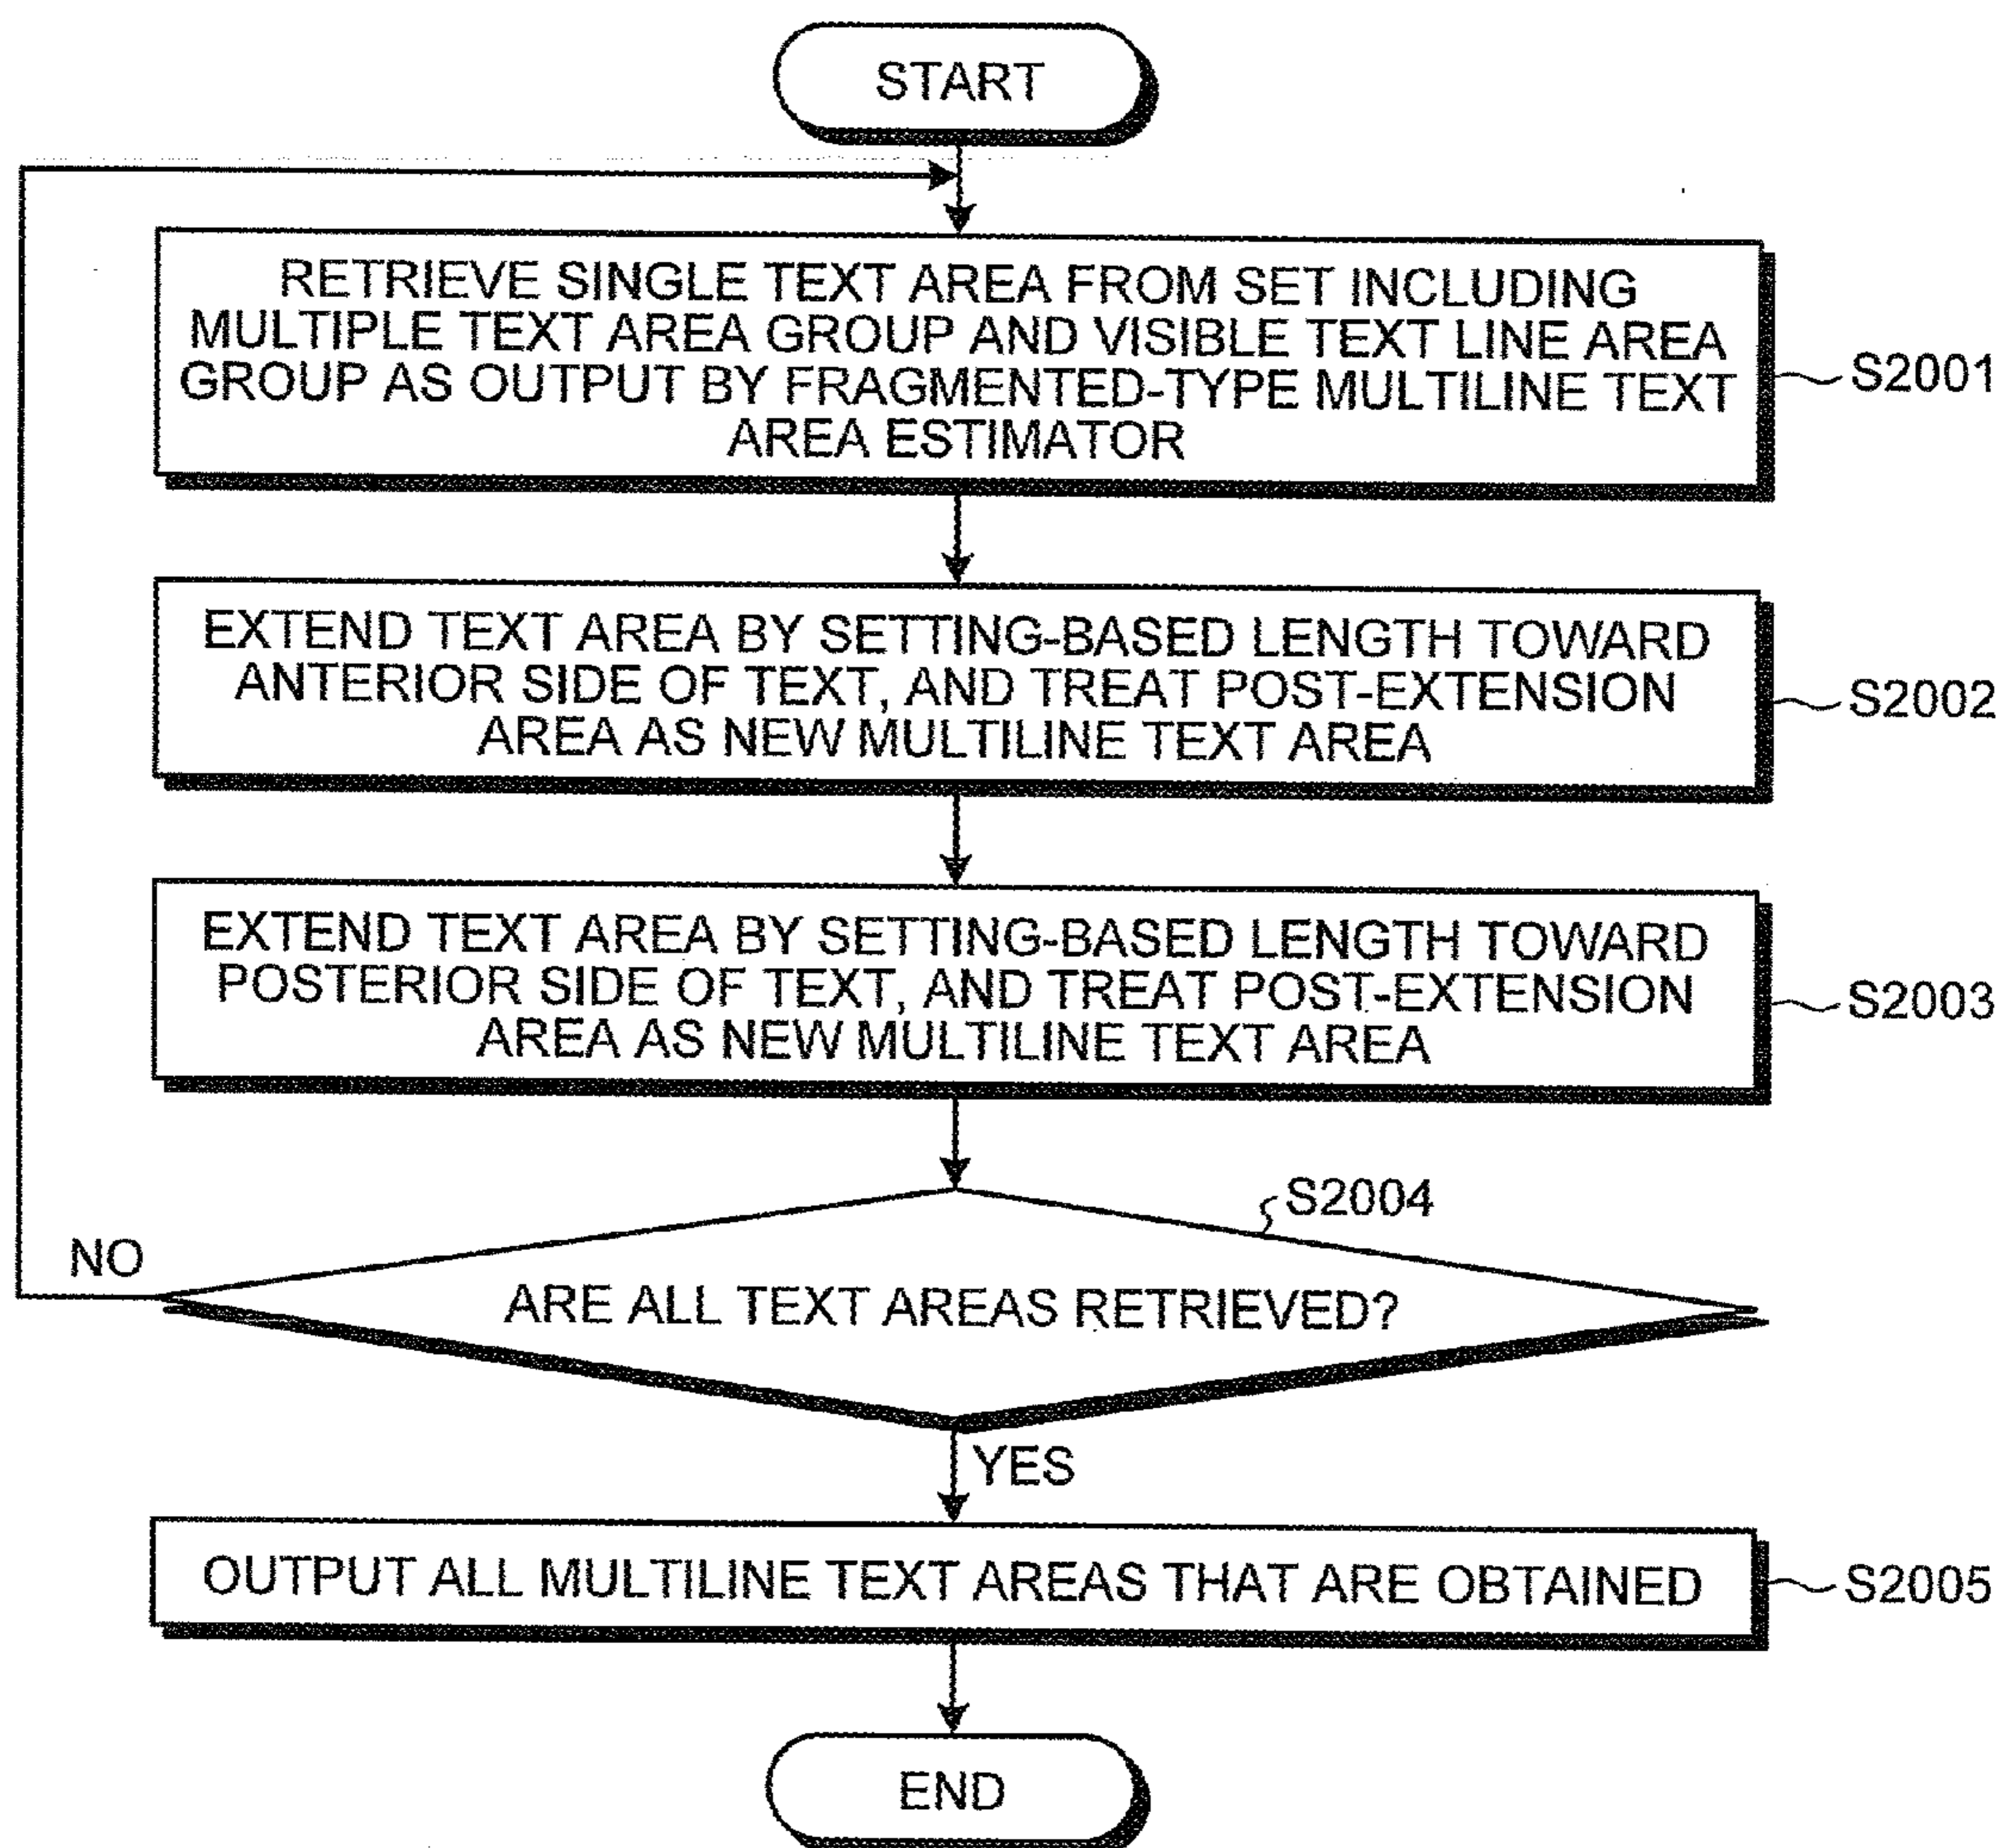 START
RETRIEVE SINGLE TEXT AREA FROM SET INCLUDING
MULTIPLE TEXT AREA GROUP AND VISIBLE TEXT LINE AREA
GROUP AS OUTPUT BY FRAGMENTED-TYPE MULTILINE TEXT
AREA ESTIMATOR
S2001
EXTEND TEXT AREA BY SETTING-BASED LENGTH TOWARD
ANTERIOR SIDE OF TEXT, AND TREAT POST-EXTENSION
AREA AS NEW MULTILINE TEXT AREA
S2002
EXTEND TEXT AREA BY SETTING-BASED LENGTH TOWARD
POSTERIOR SIDE OF TEXT, AND TREAT POST-EXTENSION
AREA AS NEW MULTILINE TEXT AREA
S2003
S2004
NO
ARE ALL TEXT AREAS RETRIEVED?
YES
OUTPUT ALL MULTILINE TEXT AREAS THAT ARE OBTAINED
S2005
END